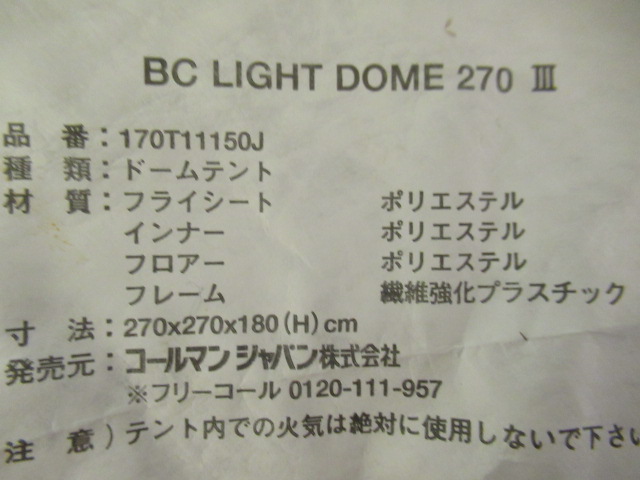 BC LIGHT DOME 270 Ⅲ
品 番：170T11150J
種 類：ドームテント
材 質：フライシート ポリエステル
インナー ポリエステル
フロアー ポリエステル
フレーム 繊維強化プラスチック
寸 法：270x270x180(H)cm
発売元：コールマン ジャパン株式会社
※フリーコール 0120-111-957
注 意）テント内での火気は絶対に使用しないで下さい